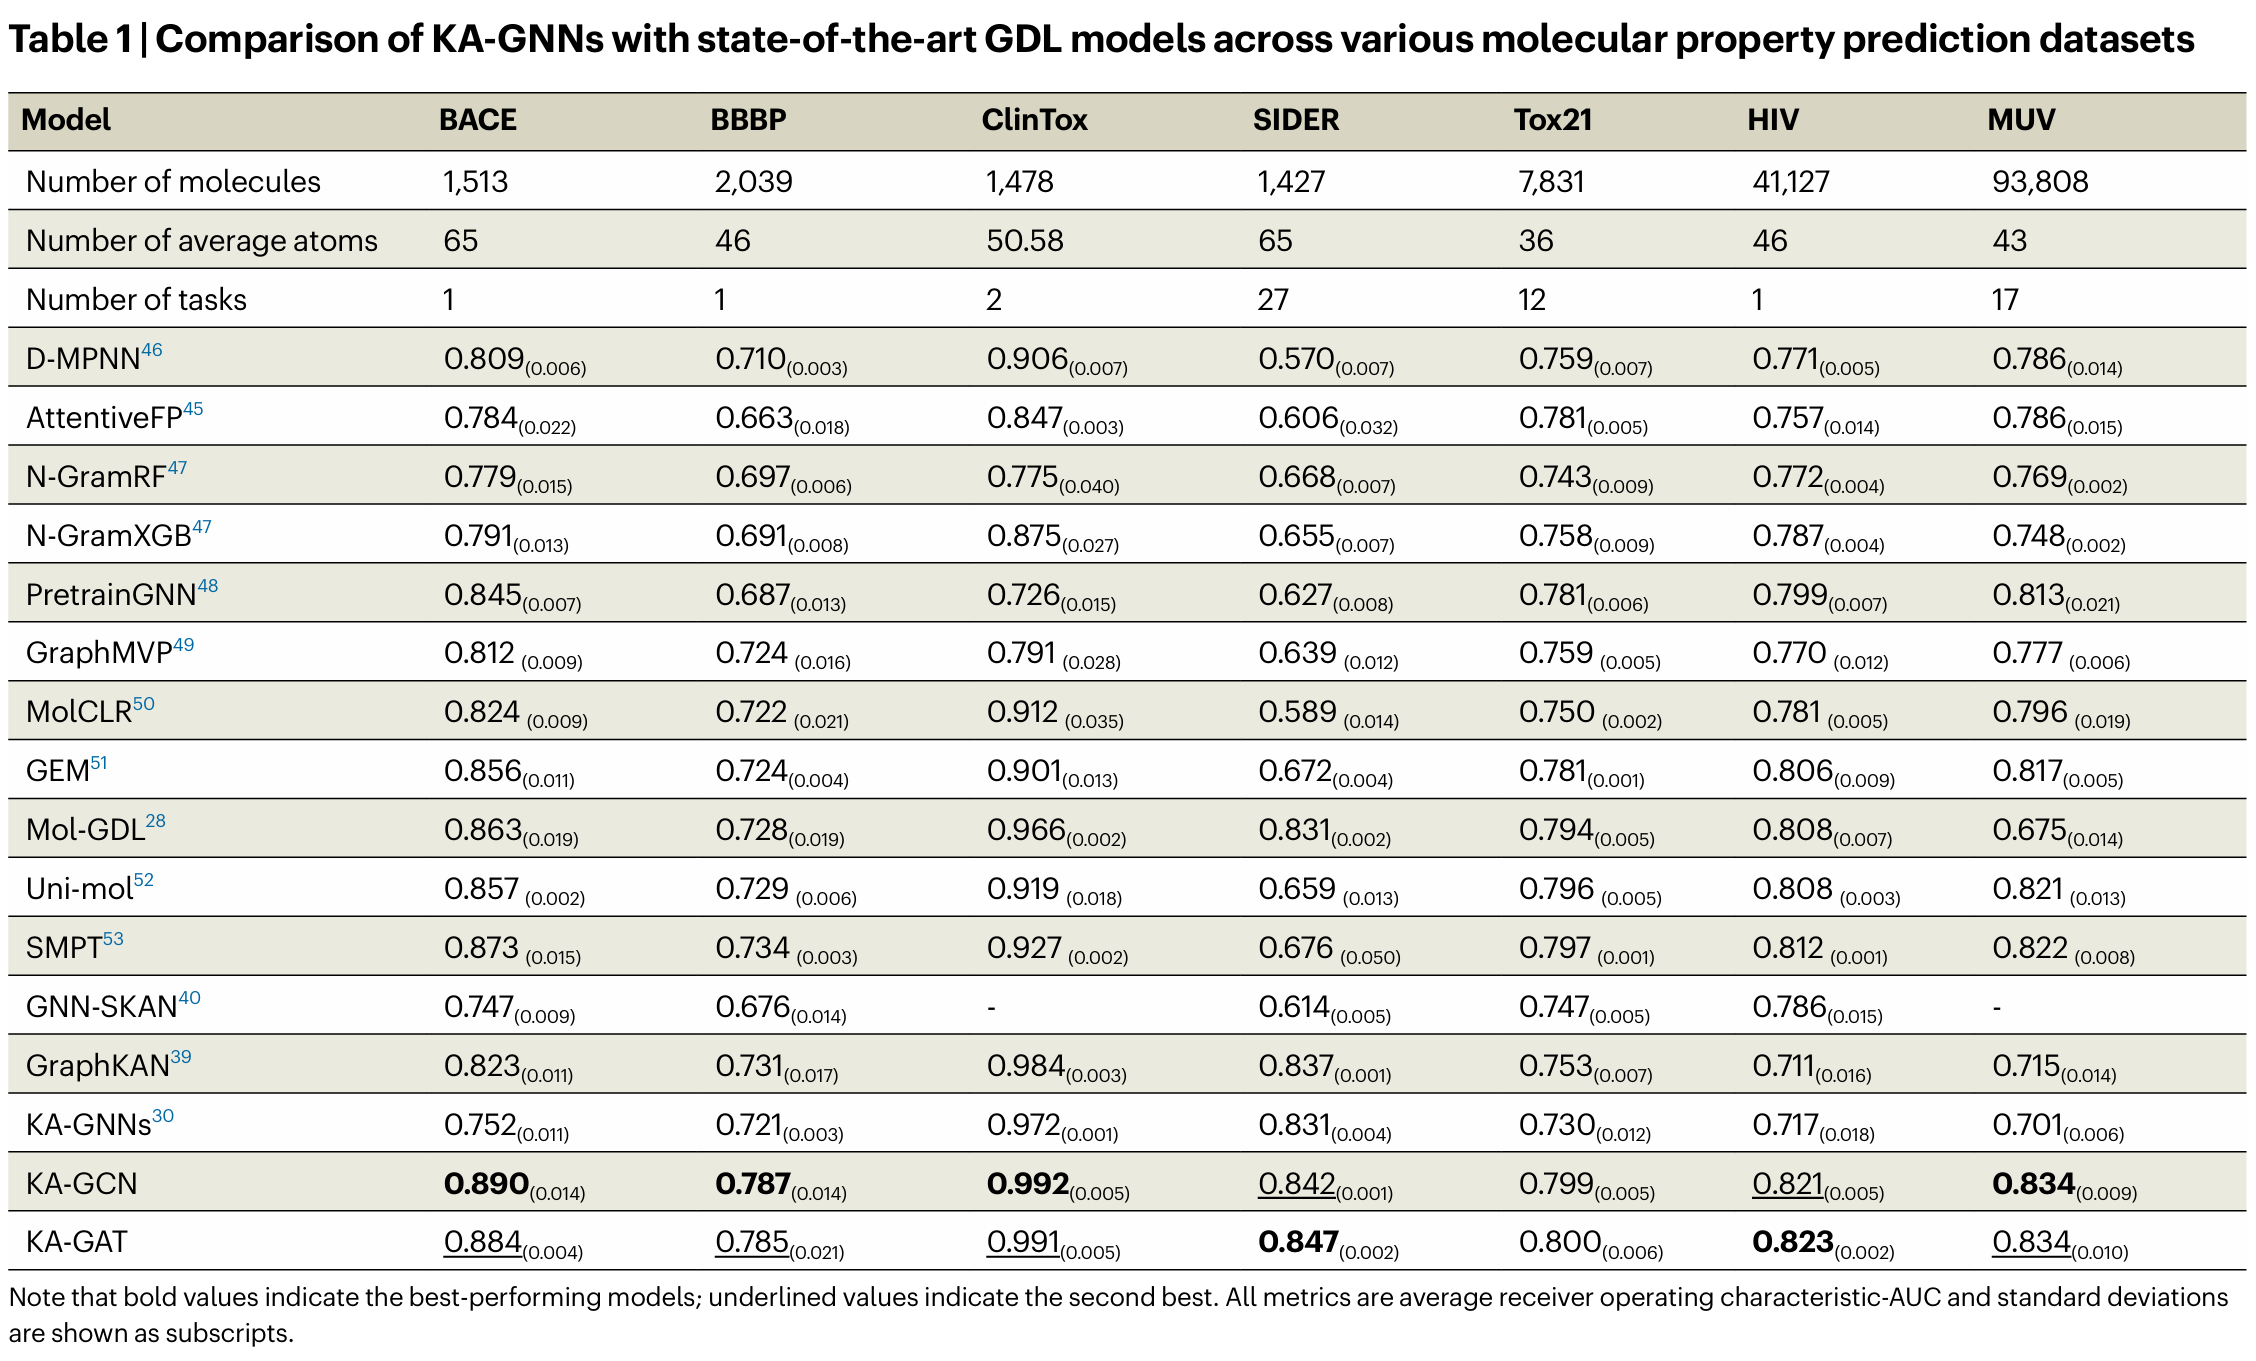 Table 1 | Comparison of KA-GNNs with state-of-the-art GDL models across various molecular property prediction datasets
Model BACE BBBP ClinTox SIDER Tox21 HIV MUV
Number of molecules 1,513 2,039 1,478 1,427 7,831 41,127 93,808
Number of average atoms 65 46 50.58 65 36 46 43
Number of tasks 1 1 2 27 12 1 17
D-MPNN46 0.809(0.006) 0.710(0.003) 0.906(0.007) 0.570(0.007) 0.759(0.007) 0.771(0.005) 0.786(0.014)
AttentiveFP45 0.784(0.022) 0.663(0.018) 0.847(0.003) 0.606(0.032) 0.781(0.005) 0.757(0.014) 0.786(0.015)
N-GramRF47 0.779(0.015) 0.697(0.006) 0.775(0.040) 0.668(0.007) 0.743(0.009) 0.772(0.004) 0.769(0.002)
N-GramXGB47 0.791(0.013) 0.691(0.008) 0.875(0.027) 0.655(0.007) 0.758(0.009) 0.787(0.004) 0.748(0.002)
PretrainGNN48 0.845(0.007) 0.687(0.013) 0.726(0.015) 0.627(0.008) 0.781(0.006) 0.799(0.007) 0.813(0.021)
GraphMVP49 0.812 (0.009) 0.724 (0.016) 0.791 (0.028) 0.639 (0.012) 0.759 (0.005) 0.770 (0.012) 0.777 (0.006)
MolCLR50 0.824 (0.009) 0.722 (0.021) 0.912 (0.035) 0.589 (0.014) 0.750 (0.002) 0.781 (0.005) 0.796 (0.019)
GEM51 0.856(0.011) 0.724(0.004) 0.901(0.013) 0.672(0.004) 0.781(0.001) 0.806(0.009) 0.817(0.005)
Mol-GDL28 0.863(0.019) 0.728(0.019) 0.966(0.002) 0.831(0.002) 0.794(0.005) 0.808(0.007) 0.675(0.014)
Uni-mol52 0.857 (0.002) 0.729 (0.006) 0.919 (0.018) 0.659 (0.013) 0.796 (0.005) 0.808 (0.003) 0.821 (0.013)
SMPT53 0.873 (0.015) 0.734 (0.003) 0.927 (0.002) 0.676 (0.050) 0.797 (0.001) 0.812 (0.001) 0.822 (0.008)
GNN-SKAN40 0.747(0.009) 0.676(0.014) - 0.614(0.005) 0.747(0.005) 0.786(0.015) -
GraphKAN39 0.823(0.011) 0.731(0.017) 0.984(0.003) 0.837(0.001) 0.753(0.007) 0.711(0.016) 0.715(0.014)
KA-GNNs30 0.752(0.011) 0.721(0.003) 0.972(0.001) 0.831(0.004) 0.730(0.012) 0.717(0.018) 0.701(0.006)
KA-GCN 0.890(0.014) 0.787(0.014) 0.992(0.005) 0.842(0.001) 0.799(0.005) 0.821(0.005) 0.834(0.009)
KA-GAT 0.884(0.004) 0.785(0.021) 0.991(0.005) 0.847(0.002) 0.800(0.006) 0.823(0.002) 0.834(0.010)
Note that bold values indicate the best-performing models; underlined values indicate the second best. All metrics are average receiver operating characteristic-AUC and standard deviations
are shown as subscripts.